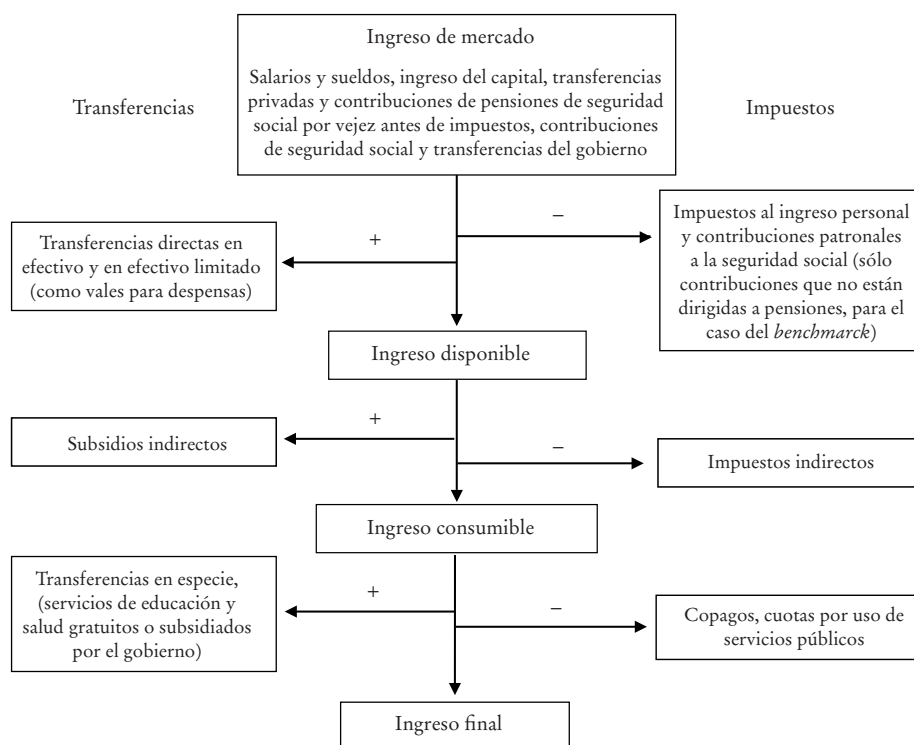 Ingreso de mercado
Salarios y sueldos, ingreso del capital, transferencias
privadas y contribuciones de pensiones de seguridad
social por vejez antes de impuestos, contribuciones
de seguridad social y transferencias del gobierno
Transferencias
Impuestos
+
−
Transferencias directas en
efectivo y en efectivo limitado
(como vales para despensas)
Impuestos al ingreso personal
y contribuciones patronales
a la seguridad social (sólo
contribuciones que no están
dirigidas a pensiones, para el
caso del benchmarck)
Ingreso disponible
+
−
Subsidios indirectos
Impuestos indirectos
Ingreso consumible
+
−
Transferencias en especie,
(servicios de educación y
salud gratuitos o subsidiados
por el gobierno)
Copagos, cuotas por uso de
servicios públicos
Ingreso final